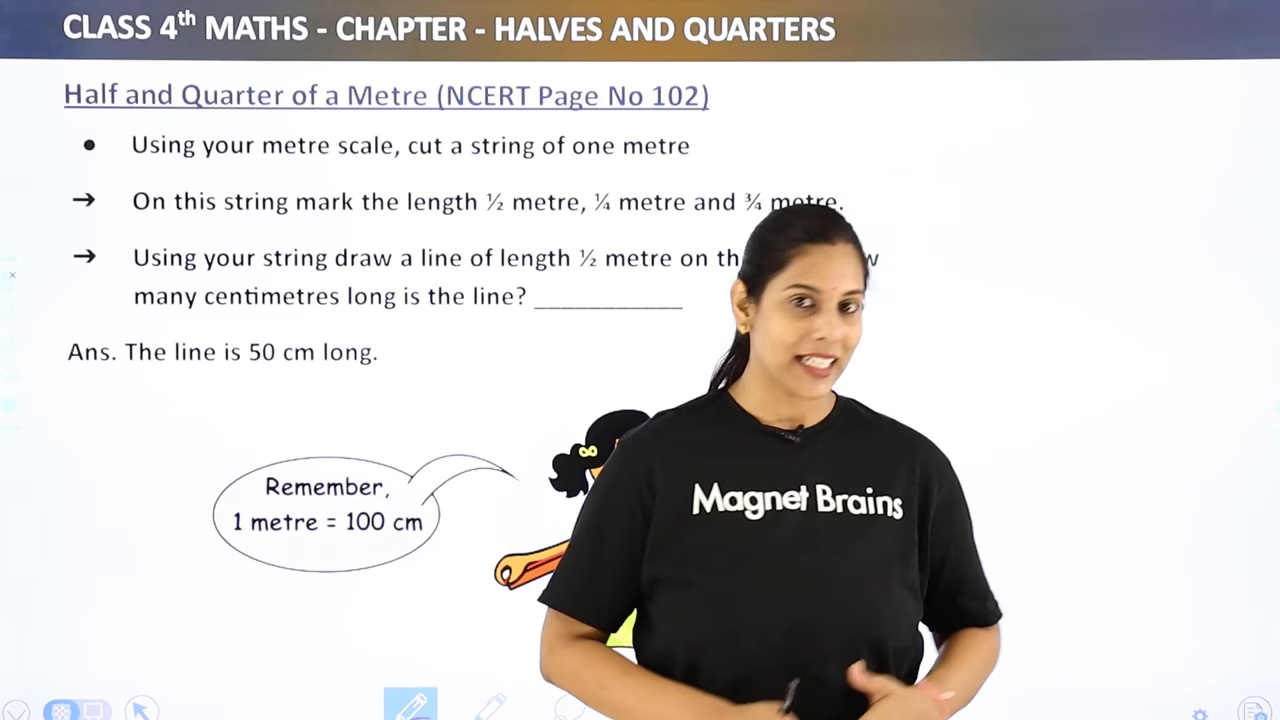 CLASS 4th MATHS - CHAPTER - HALVES AND QUARTERS
Half and Quarter of a Metre (NCERT Page No 102)
● Using your metre scale, cut a string of one metre
➔ On this string mark the length ½ metre, ¼ metre and ¾ metre.
➔ Using your string draw a line of length ½ metre on th
many centimetres long is the line? ___________
Ans. The line is 50 cm long.
Remember,
1 metre = 100 cm
Magnet Brains